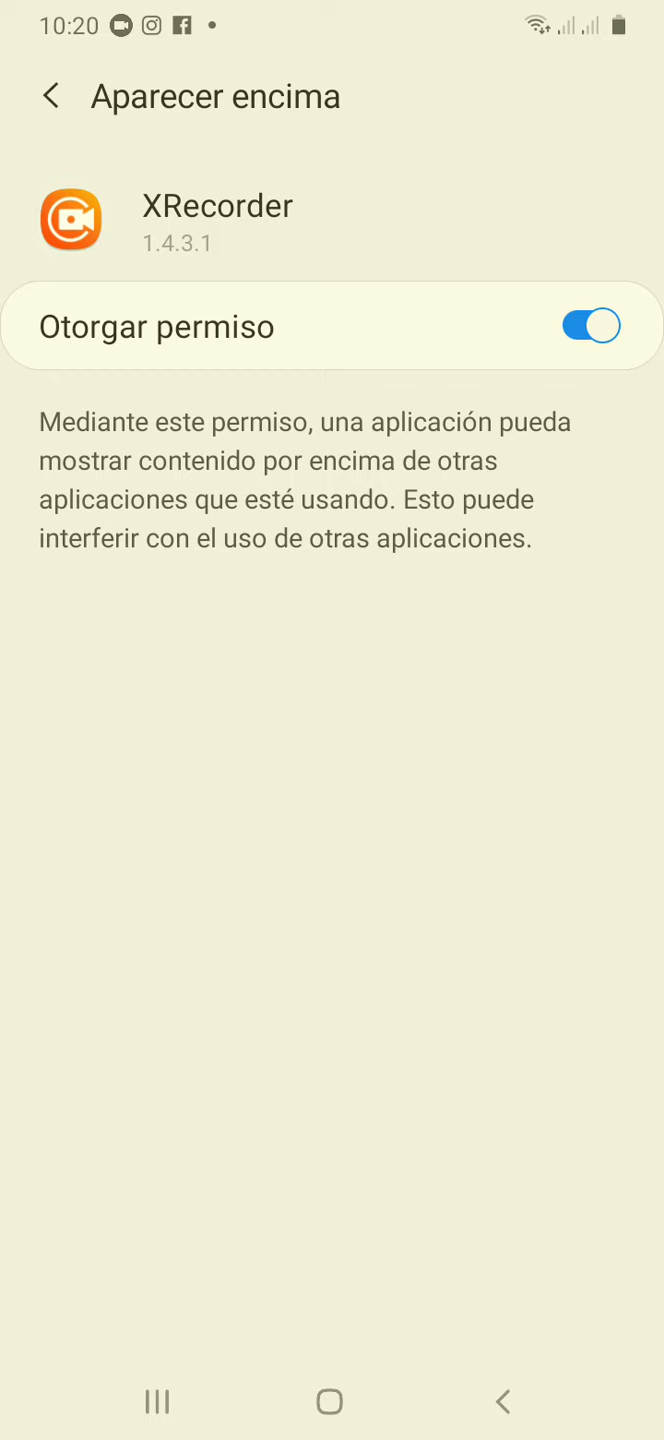 10:20
Aparecer encima
XRecorder
1.4.3.1
Otorgar permiso
Mediante este permiso, una aplicación pueda
mostrar contenido por encima de otras
aplicaciones que esté usando. Esto puede
interferir con el uso de otras aplicaciones.